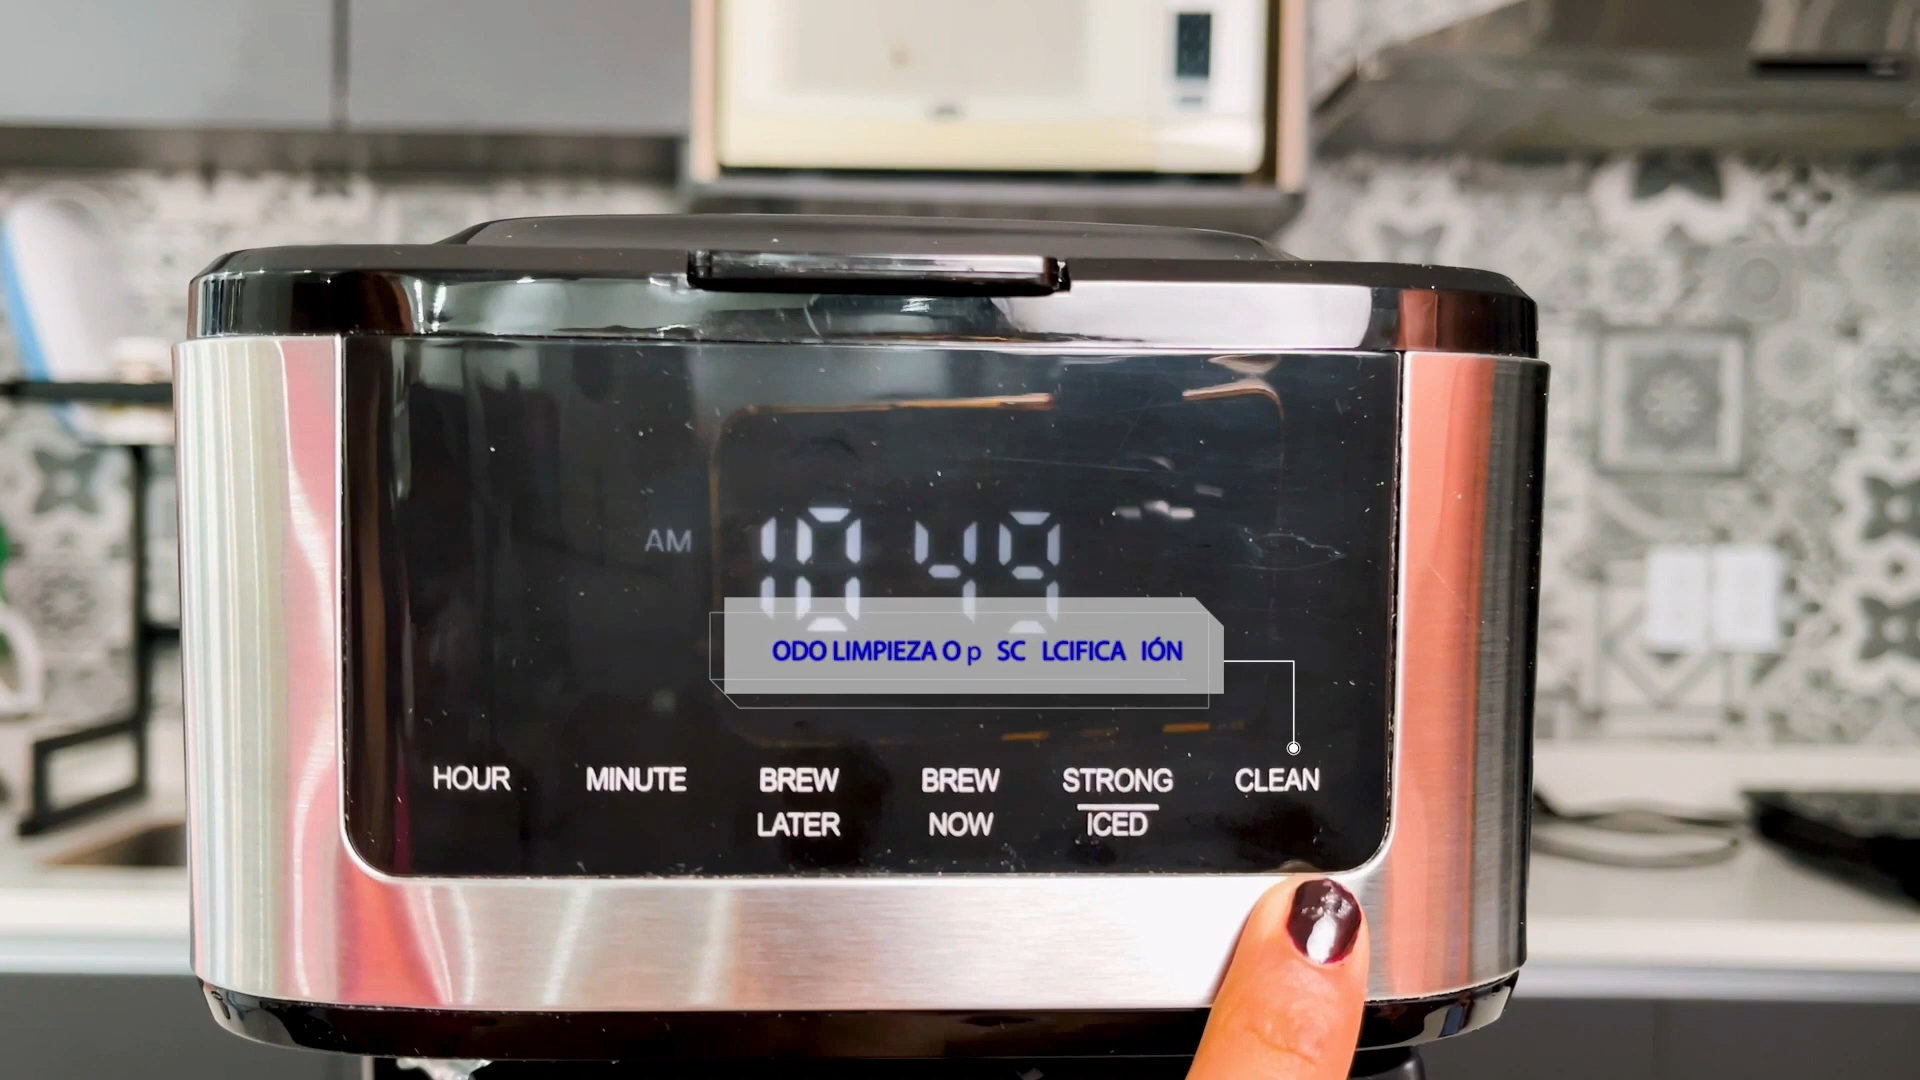 AM 10 49
ODO LIMPIEZA O p SC LCIFICA IÓN
HOUR MINUTE BREW LATER BREW NOW STRONG ICED CLEAN